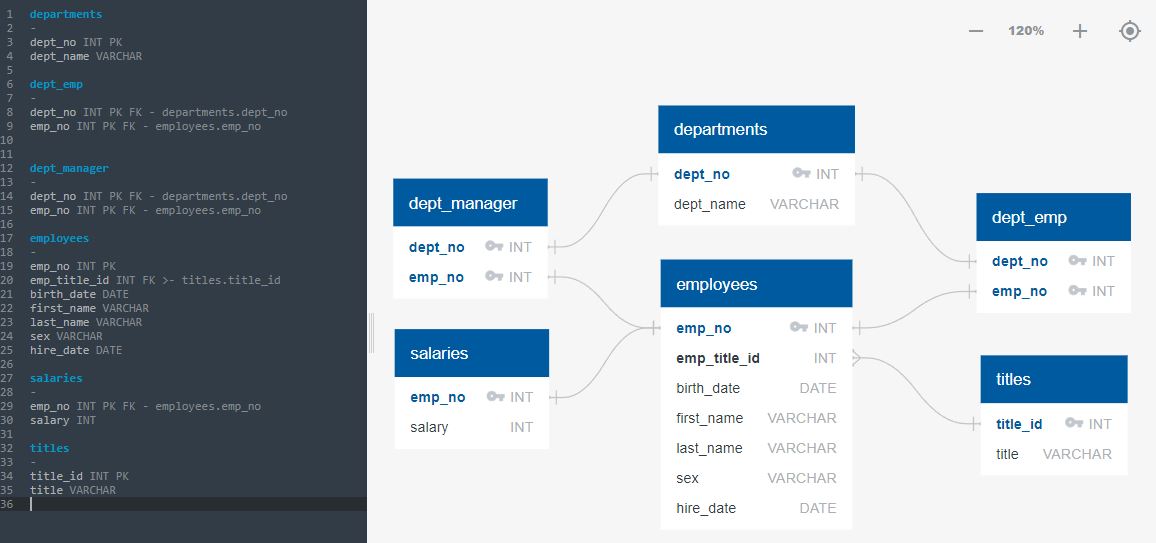 1 departments
2 -
3 dept_no INT PK
4 dept_name VARCHAR
5
6 dept_emp
7 -
8 dept_no INT PK FK - departments.dept_no
9 emp_no INT PK FK - employees.emp_no
10
11
12 dept_manager
13 -
14 dept_no INT PK FK - departments.dept_no
15 emp_no INT PK FK - employees.emp_no
16
17 employees
18 -
19 emp_no INT PK
20 emp_title_id INT FK >- titles.title_id
21 birth_date DATE
22 first_name VARCHAR
23 last_name VARCHAR
24 sex VARCHAR
25 hire_date DATE
26
27 salaries
28 -
29 emp_no INT PK FK - employees.emp_no
30 salary INT
31
32 titles
33 -
34 title_id INT PK
35 title VARCHAR
36
120%
departments
dept_no INT
dept_name VARCHAR
dept_manager
dept_no INT
emp_no INT
dept_emp
dept_no INT
emp_no INT
employees
emp_no INT
emp_title_id INT
birth_date DATE
first_name VARCHAR
last_name VARCHAR
sex VARCHAR
hire_date DATE
salaries
emp_no INT
salary INT
titles
title_id INT
title VARCHAR